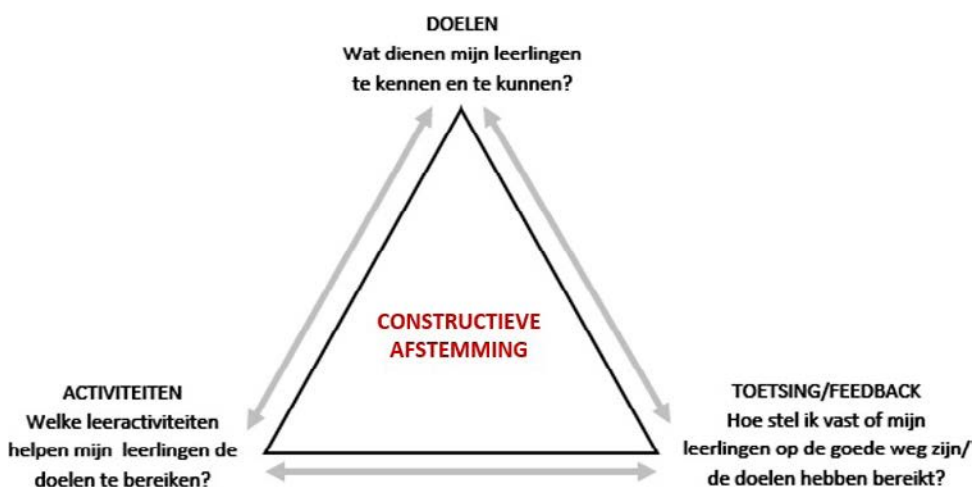 DOELEN
Wat dienen mijn leerlingen
te kennen en te kunnen?
CONSTRUCTIEVE
AFSTEMMING
ACTIVITEITEN
Welke leeractiviteiten
helpen mijn leerlingen de
doelen te bereiken?
TOETSING/FEEDBACK
Hoe stel ik vast of mijn
leerlingen op de goede weg zijn/
de doelen hebben bereikt?